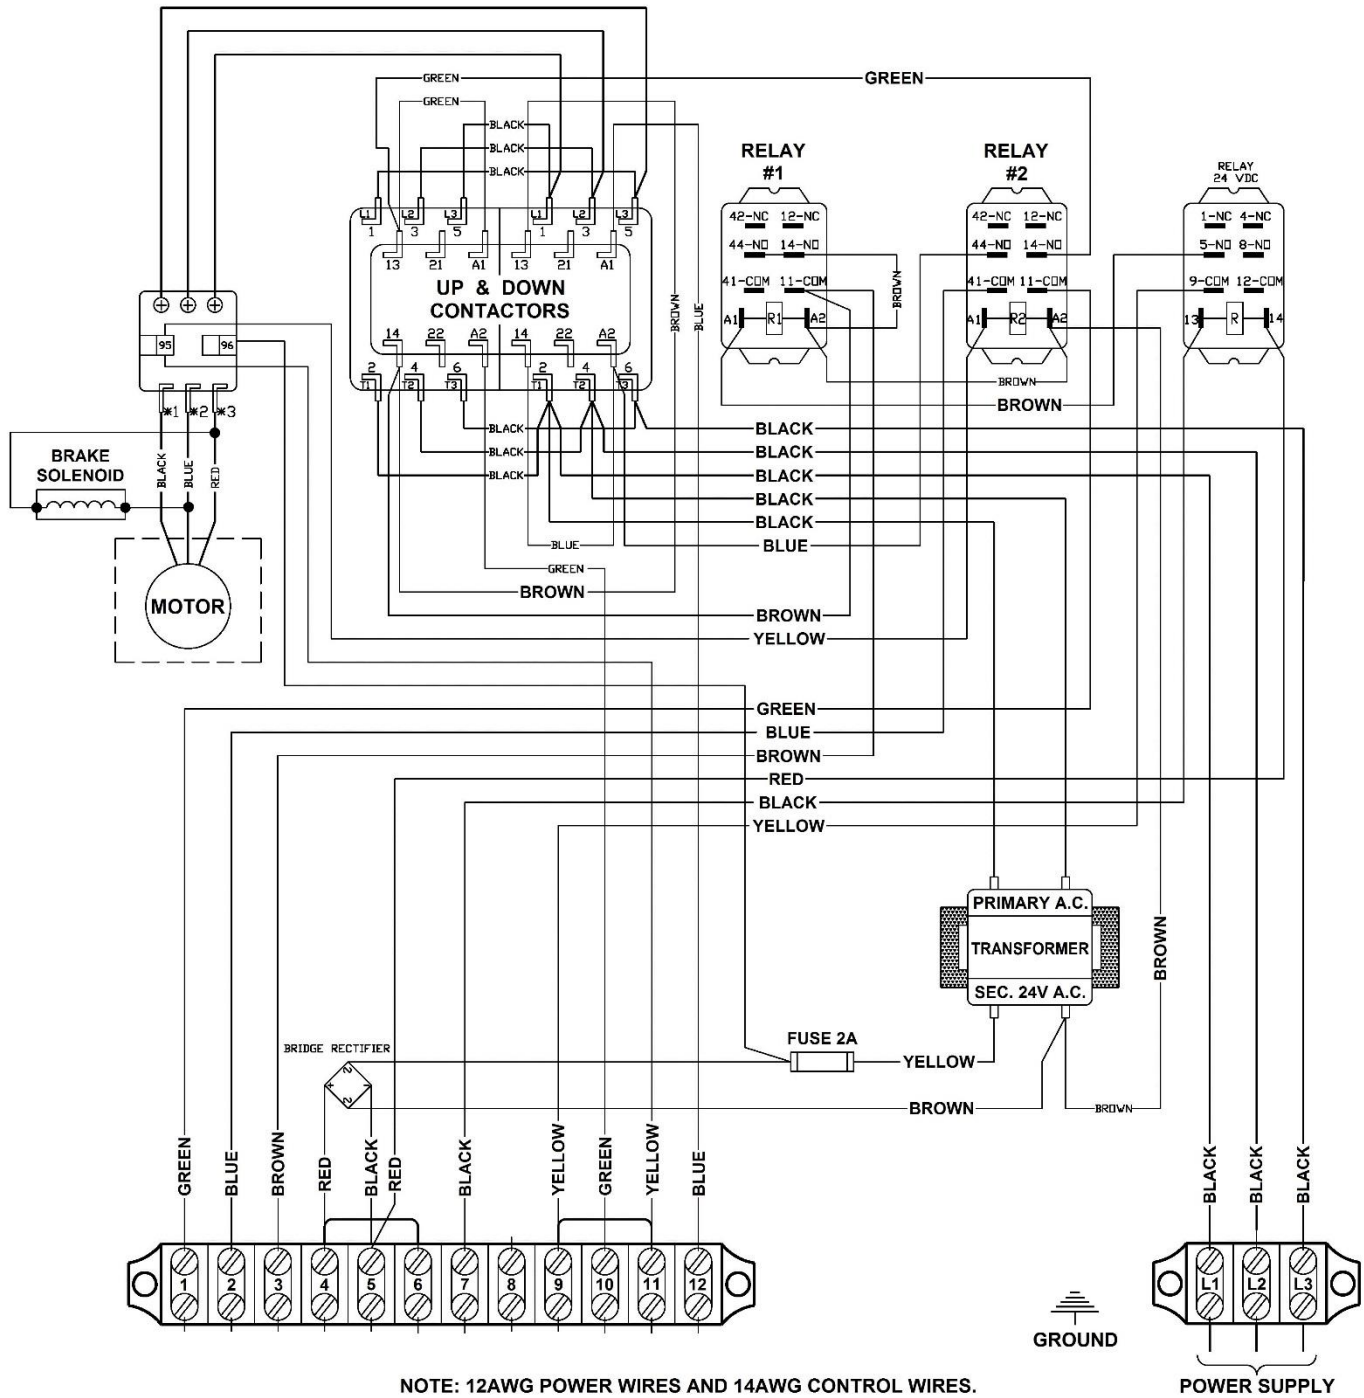 GREEN
GREEN
GREEN
BLACK
BLACK
BLACK
RELAY
#1
RELAY
#2
RELAY
24 VDC
L1 L2 L3 L1 L2 L3
1 3 5 1 3 5
13 21 A1 13 21 A1
UP & DOWN
CONTACTORS
14 22 A2 14 22 A2
2 4 6 2 4 6
T1 T2 T3 T1 T2 T3
BROWN
BLUE
42-NC 12-NC
44-NO 14-NO
41-COM 11-COM
A1 R1 A2
BROWN
42-NC 12-NC
44-NO 14-NO
41-COM 11-COM
A1 R2 A2
1-NC 4-NC
5-NO 8-NO
9-COM 12-COM
13 R 14
95 96
*1 *2 *3
BROWN
BROWN
BRAKE
SOLENOID
BLACK
BLUE
RED
MOTOR
BLACK
BLACK
BLACK
BLACK
BLACK
BLACK
BLACK
BLACK
BLUE
BLUE
GREEN
BROWN
BROWN
YELLOW
GREEN
BLUE
BROWN
RED
BLACK
YELLOW
PRIMARY A.C.
TRANSFORMER
SEC. 24V A.C.
BROWN
FUSE 2A
YELLOW
BROWN
BROWN
BRIDGE RECTIFIER
2
+ -
2
GREEN
BLUE
BROWN
RED
BLACK
RED
BLACK
YELLOW
GREEN
YELLOW
BLUE
BLACK
BLACK
BLACK
1 2 3 4 5 6 7 8 9 10 11 12
L1 L2 L3
GROUND
POWER SUPPLY
NOTE: 12AWG POWER WIRES AND 14AWG CONTROL WIRES.